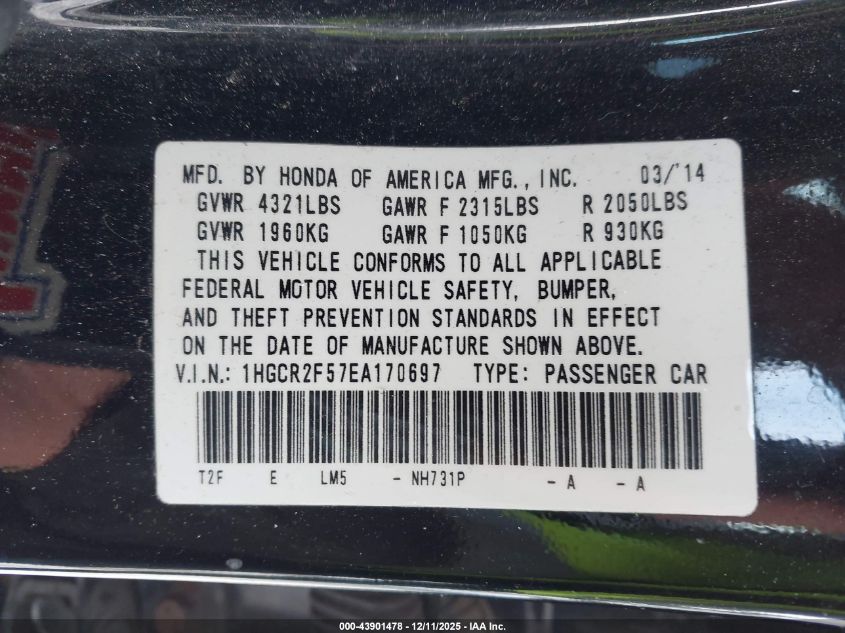 MFD. BY HONDA OF AMERICA MFG., INC. 03/'14
GVWR 4321LBS GAWR F 2315LBS R 2050LBS
GVWR 1960KG GAWR F 1050KG R 930KG
THIS VEHICLE CONFORMS TO ALL APPLICABLE
FEDERAL MOTOR VEHICLE SAFETY, BUMPER,
AND THEFT PREVENTION STANDARDS IN EFFECT
ON THE DATE OF MANUFACTURE SHOWN ABOVE.
V.I.N.: 1HGCR2F57EA170697 TYPE: PASSENGER CAR
T2F E LM5 - NH731P - A - A
000-43901478 - 12/11/2025 - IAA Inc.